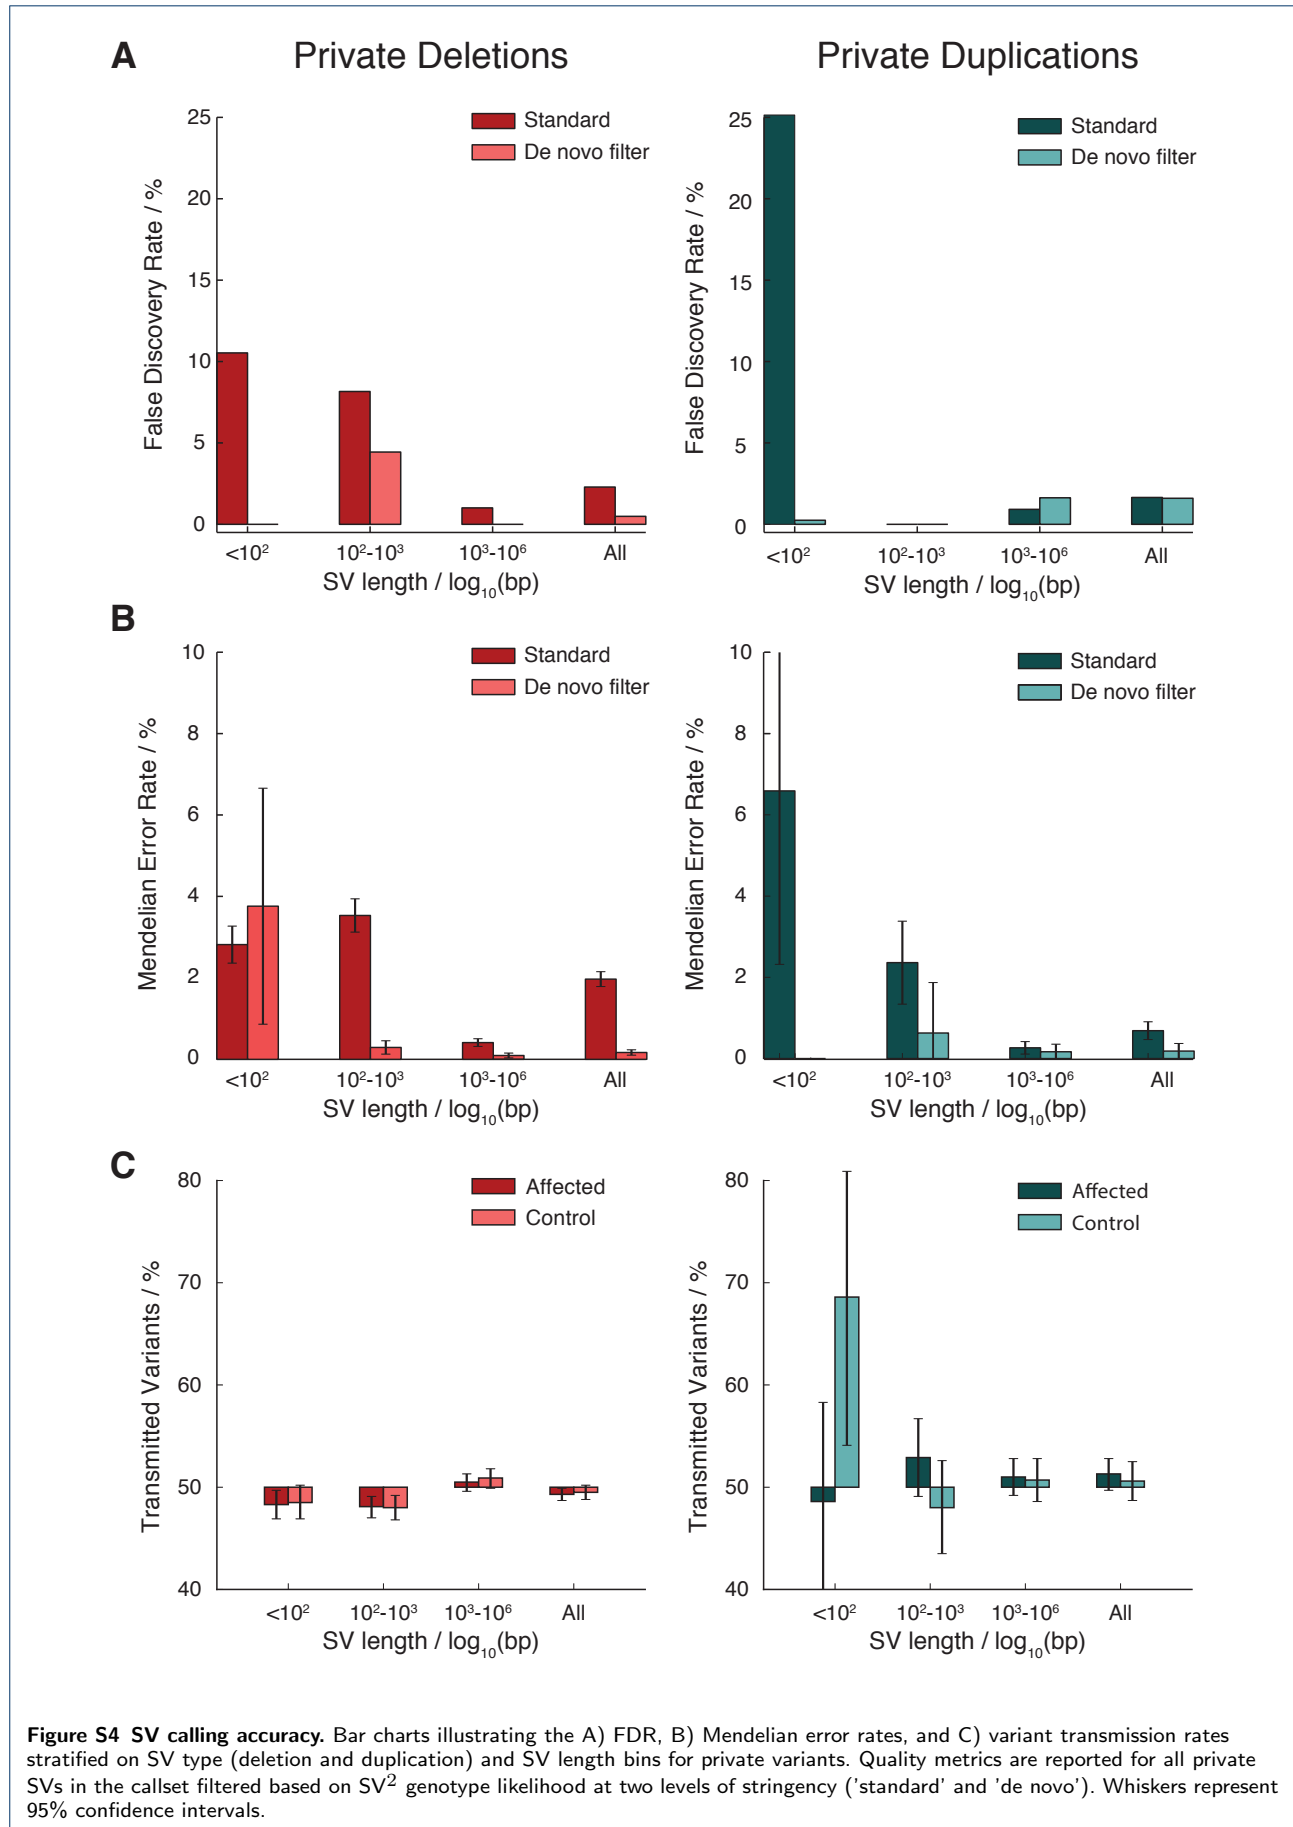 A
Private Deletions
Private Duplications
25
20
15
10
5
0
False Discovery Rate / %
Standard
De novo filter
<10²
10²-10³
10³-10⁶
All
SV length / log₁₀(bp)
25
20
15
10
5
0
False Discovery Rate / %
Standard
De novo filter
<10²
10²-10³
10³-10⁶
All
SV length / log₁₀(bp)
B
10
8
6
4
2
0
Mendelian Error Rate / %
Standard
De novo filter
<10²
10²-10³
10³-10⁶
All
SV length / log₁₀(bp)
10
8
6
4
2
0
Mendelian Error Rate / %
Standard
De novo filter
<10²
10²-10³
10³-10⁶
All
SV length / log₁₀(bp)
C
80
70
60
50
40
Transmitted Variants / %
Affected
Control
<10²
10²-10³
10³-10⁶
All
SV length / log₁₀(bp)
80
70
60
50
40
Transmitted Variants / %
Affected
Control
<10²
10²-10³
10³-10⁶
All
SV length / log₁₀(bp)
Figure S4 SV calling accuracy. Bar charts illustrating the A) FDR, B) Mendelian error rates, and C) variant transmission rates
stratified on SV type (deletion and duplication) and SV length bins for private variants. Quality metrics are reported for all private
SVs in the callset filtered based on SV² genotype likelihood at two levels of stringency ('standard' and 'de novo'). Whiskers represent
95% confidence intervals.